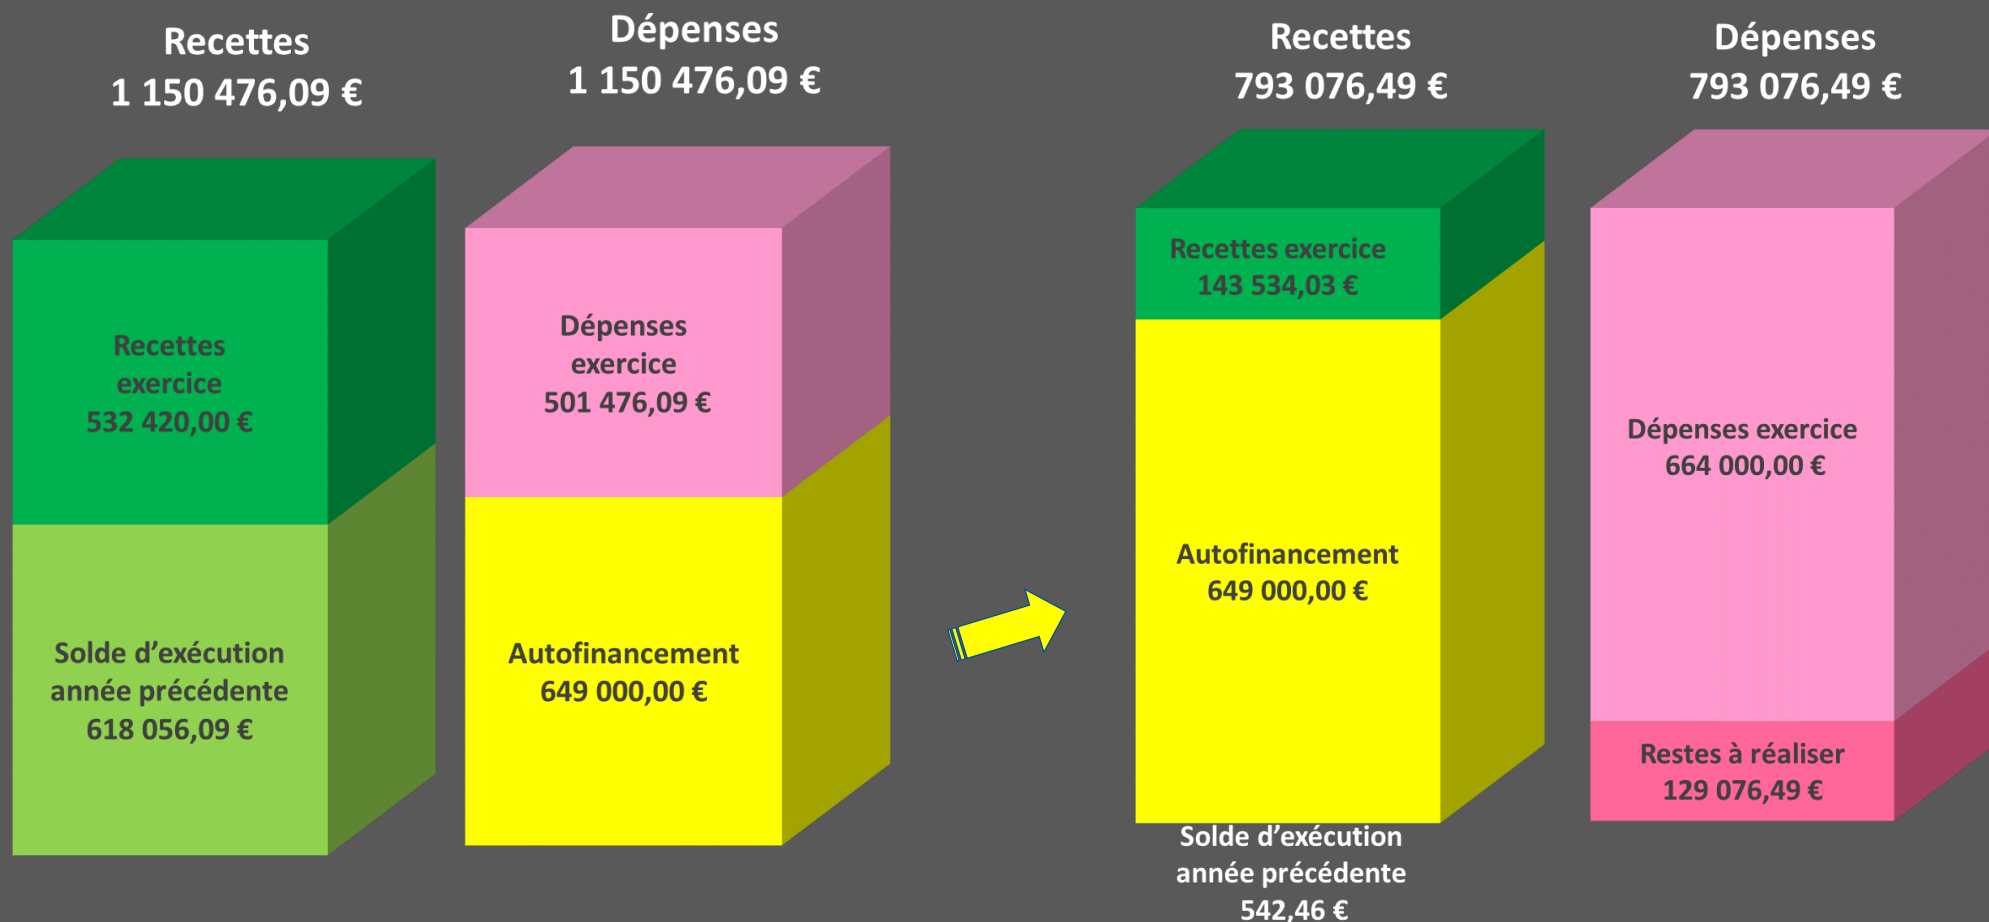 Recettes
1 150 476,09 €
Recettes
exercice
532 420,00 €
Solde d’exécution
année précédente
618 056,09 €
Dépenses
1 150 476,09 €
Dépenses
exercice
501 476,09 €
Autofinancement
649 000,00 €
Recettes
793 076,49 €
Recettes exercice
143 534,03 €
Autofinancement
649 000,00 €
Solde d’exécution
année précédente
542,46 €
Dépenses
793 076,49 €
Dépenses exercice
664 000,00 €
Restes à réaliser
129 076,49 €